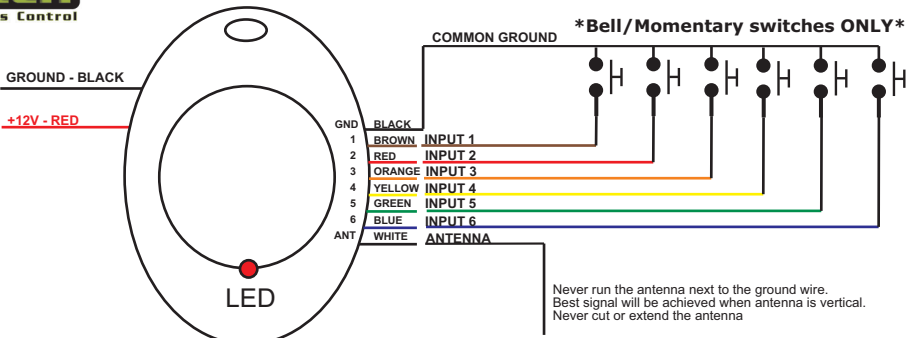 s Control
*Bell/Momentary switches ONLY*
COMMON GROUND
GROUND - BLACK
+12V - RED
GND BLACK
1 BROWN INPUT 1
2 RED INPUT 2
3 ORANGE INPUT 3
4 YELLOW INPUT 4
5 GREEN INPUT 5
6 BLUE INPUT 6
ANT WHITE ANTENNA
LED
Never run the antenna next to the ground wire.
Best signal will be achieved when antenna is vertical.
Never cut or extend the antenna